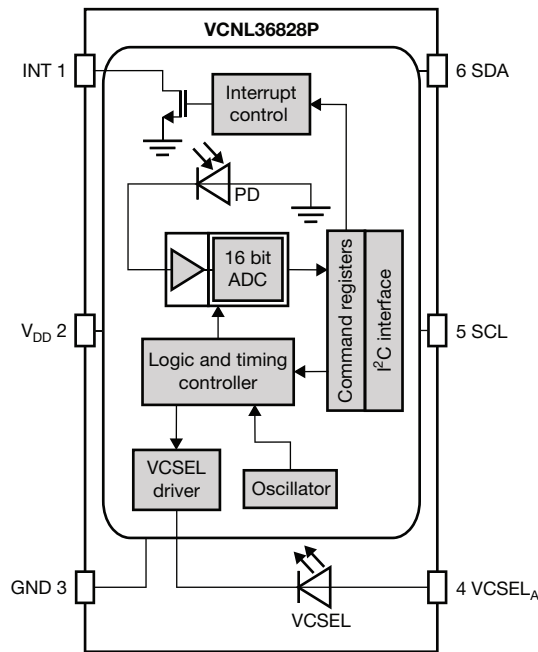 VCNL36828P
INT 1
6 SDA
Interrupt
control
PD
16 bit
ADC
Command registers
I²C interface
V_DD 2
5 SCL
Logic and timing
controller
VCSEL
driver
Oscillator
GND 3
4 VCSEL_A
VCSEL